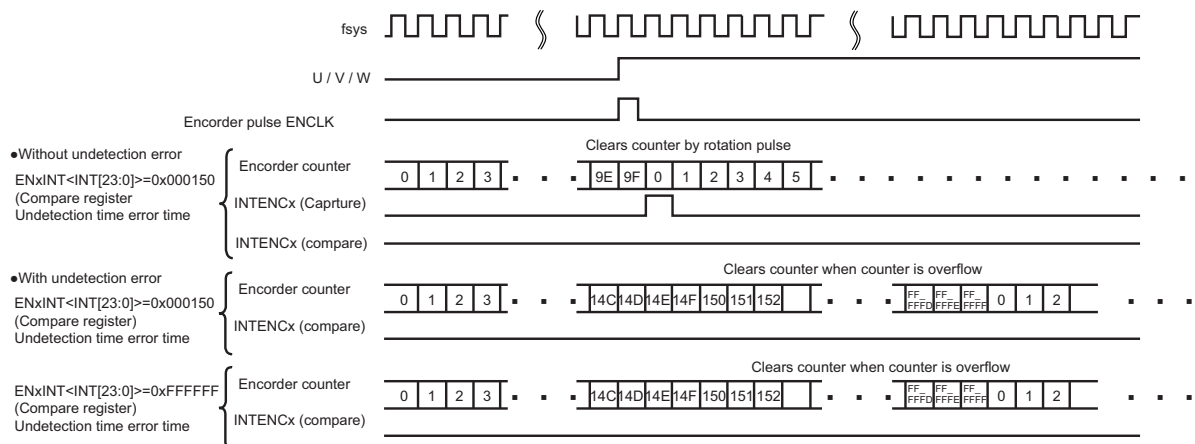 fsys
U / V / W
Encorder pulse ENCLK
Clears counter by rotation pulse
●Without undetection error
ENxINT<INT[23:0]>=0x000150
(Compare register
Undetection time error time
Encorder counter
0 1 2 3 9E 9F 0 1 2 3 4 5
INTENCx (Caprture)
INTENCx (compare)
●With undetection error
ENxINT<INT[23:0]>=0x000150
(Compare register)
Undetection time error time
Clears counter when counter is overflow
Encorder counter
0 1 2 3 14C 14D 14E 14F 150 151 152 FF_FFFD FF_FFFE FF_FFFF 0 1 2
INTENCx (compare)
ENxINT<INT[23:0]>=0xFFFFFF
(Compare register)
Undetection time error time
Clears counter when counter is overflow
Encorder counter
0 1 2 3 14C 14D 14E 14F 150 151 152 FF_FFFD FF_FFFE FF_FFFF 0 1 2
INTENCx (compare)